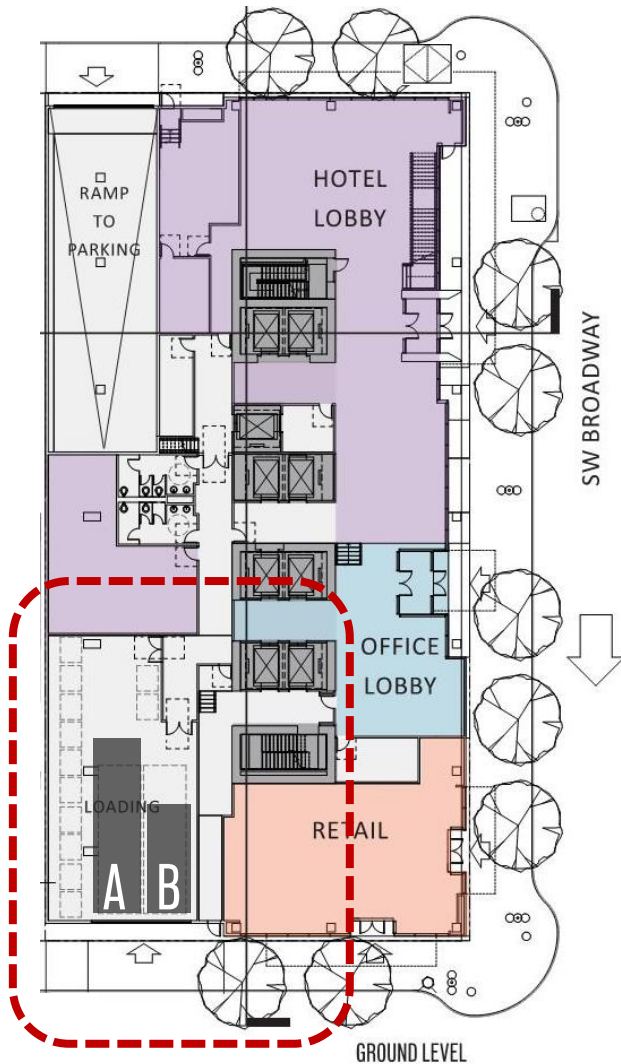 HOTEL
LOBBY
RAMP
TO
PARKING
SW BROADWAY
OFFICE
LOBBY
LOADING
RETAIL
A
B
GROUND LEVEL